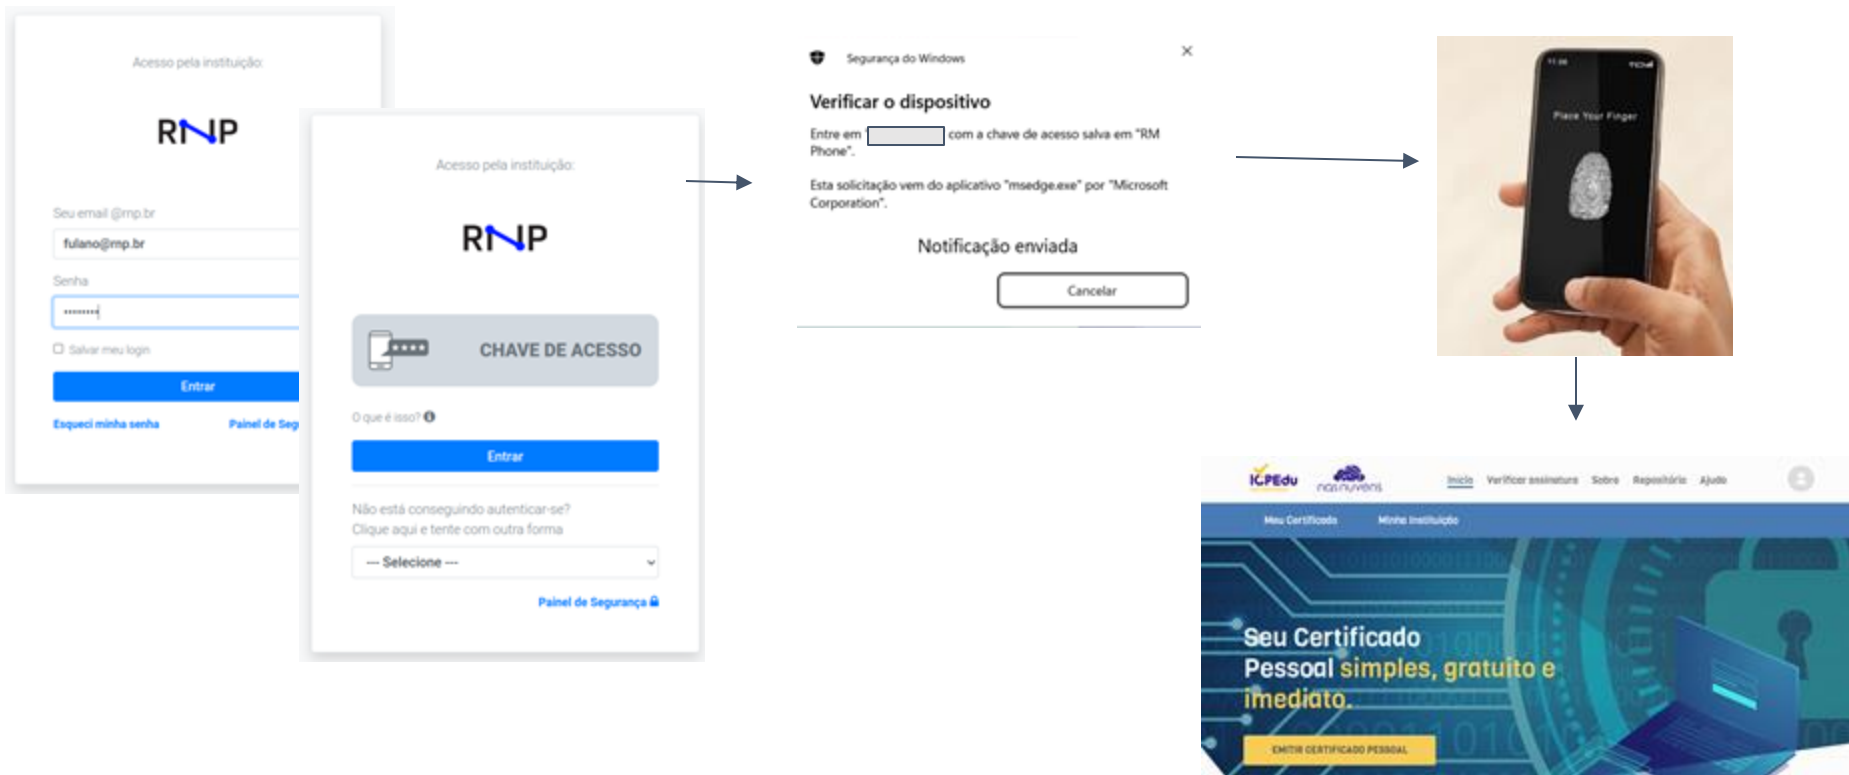 Acesso pela instituição:
RNP
Seu email @rnp.br
fulano@rnp.br
Senha
Salvar meu login
Entrar
Esqueci minha senha
Painel de Seg
Acesso pela instituição:
RNP
CHAVE DE ACESSO
O que é isso?
Entrar
Não está conseguindo autenticar-se?
Clique aqui e tente com outra forma
--- Selecione ---
Painel de Segurança
Segurança do Windows
Verificar o dispositivo
Entre em " com a chave de acesso salva em "RM
Phone".
Esta solicitação vem do aplicativo "msedge.exe" por "Microsoft
Corporation".
Notificação enviada
Cancelar
11:08
Place Your Finger
ICPEdu nas nuvens Início Verificar assinatura Sobre Repositório Ajuda
Meu Certificado Minha Instituição
Seu Certificado
Pessoal simples, gratuito e
imediato.
EMITIR CERTIFICADO PESSOAL